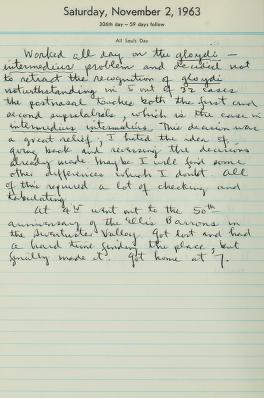 Saturday, November 2, 1963
306th day — 59 days follow
All Souls Day
Worked all day on the gloydi –
intermedius problem and decided not
to retract the recognition of gloydi
notwithstanding in 5 out of 32 cases
the postnasal touches both the first and
second supralabials, which is the case in
intermedius intermedius. This decision was
a great relief, I hated the idea of
going back and reversing the decisions
already made. Maybe I will find some
other differences which I doubt. All
of this required a lot of checking and
tabulating.
At 4 went out to the 50th
anniversary of the Ellis Barrons in
the Valley. Got lost and had
a hard time finding the place, but
finally made it. Got home at 7.